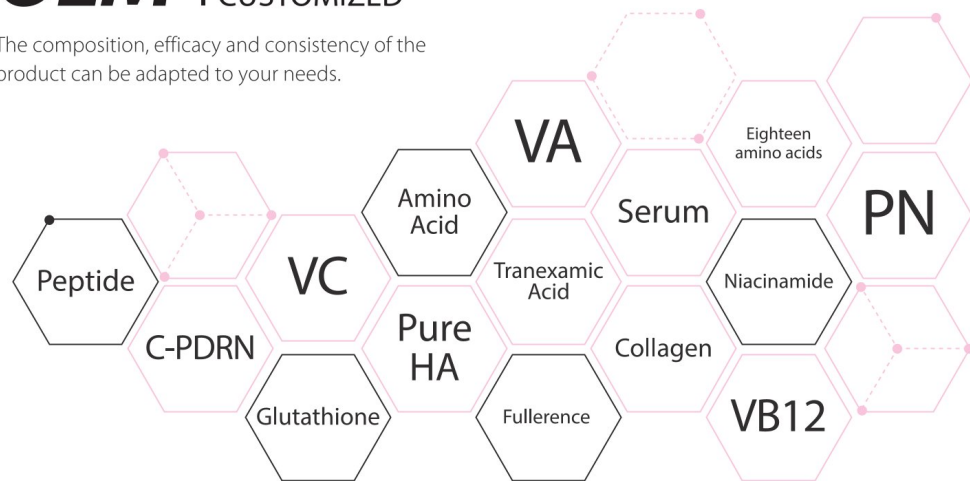 CUSTOMIZED
The composition, efficacy and consistency of the
product can be adapted to your needs.
VA
Eighteen
amino acids
Amino
Acid
Serum
PN
Peptide
VC
Tranexamic
Acid
Niacinamide
C-PDRN
Pure
HA
Collagen
Glutathione
Fullerence
VB12